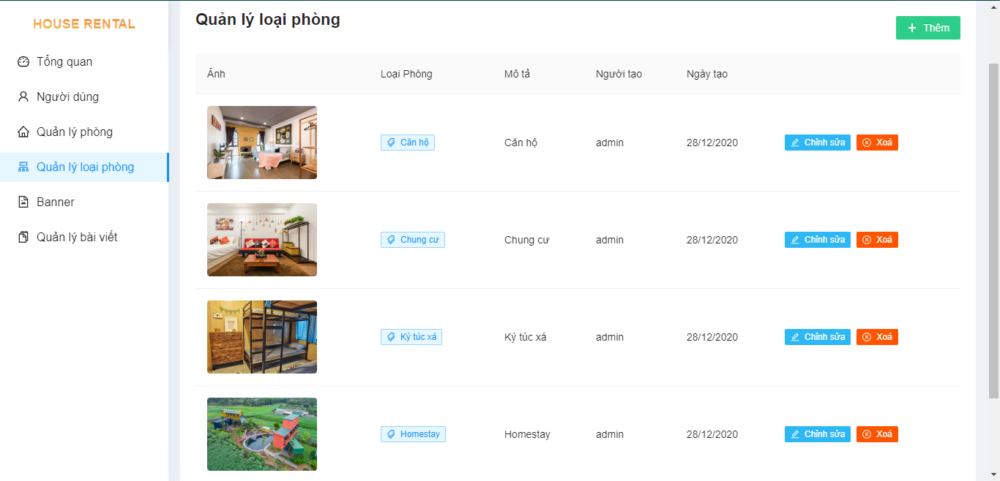 HOUSE RENTAL
Tổng quan
Người dùng
Quản lý phòng
Quản lý loại phòng
Banner
Quản lý bài viết
Quản lý loại phòng
Thêm
Ảnh Loại Phòng Mô tả Người tạo Ngày tạo
Căn hộ Căn hộ admin 28/12/2020 Chỉnh sửa Xoá
Chung cư Chung cư admin 28/12/2020 Chỉnh sửa Xoá
Ký túc xá Ký túc xá admin 28/12/2020 Chỉnh sửa Xoá
Homestay Homestay admin 28/12/2020 Chỉnh sửa Xoá